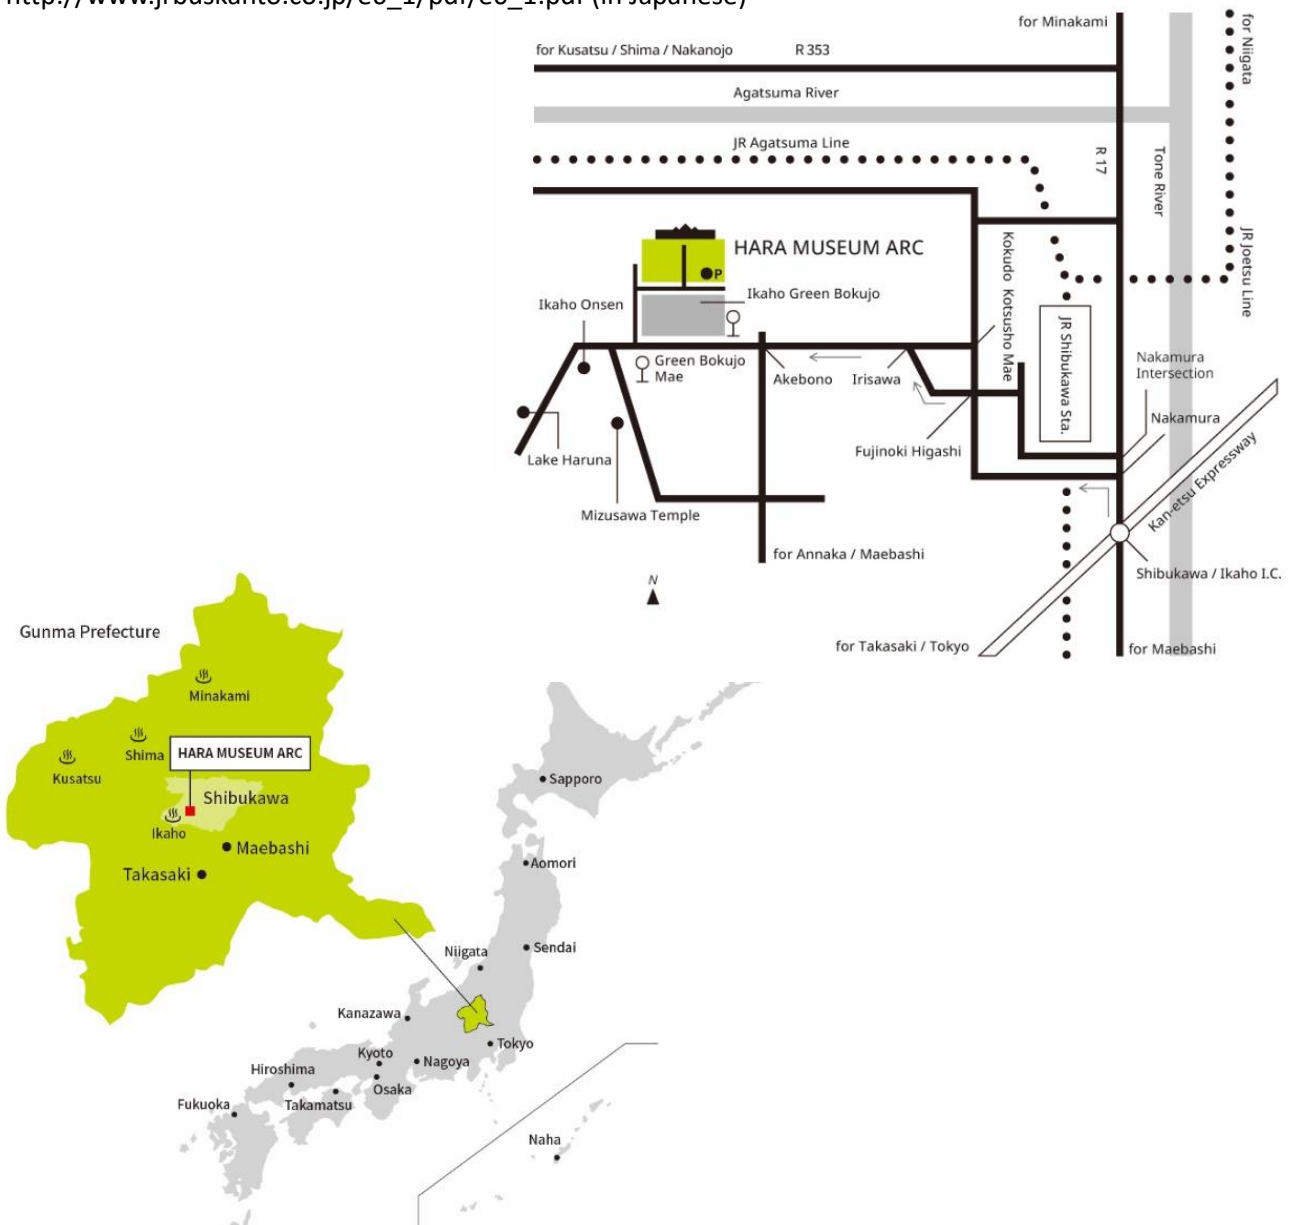 http://www.jrbuskanto.co.jp/e6_1/pdf/e6_1.pdf (in Japanese)
for Minakami
for Niigata
for Kusatsu / Shima / Nakanojo
R 353
Agatsuma River
JR Agatsuma Line
R 17
Tone River
JR Joetsu Line
HARA MUSEUM ARC
P
Kokudo Kotsusho Mae
Ikaho Green Bokujo
Ikaho Onsen
JR Shibukawa Sta.
Green Bokujo
Mae
Akebono
Irisawa
Nakamura
Intersection
Nakamura
Fujinoki Higashi
Lake Haruna
Kan-etsu Expressway
Mizusawa Temple
for Annaka / Maebashi
Shibukawa / Ikaho I.C.
N
for Takasaki / Tokyo
for Maebashi
Gunma Prefecture
Minakami
Shima
HARA MUSEUM ARC
Kusatsu
Shibukawa
Ikaho
Maebashi
Takasaki
Sapporo
Aomori
Sendai
Niigata
Kanazawa
Tokyo
Kyoto
Nagoya
Hiroshima
Osaka
Fukuoka
Takamatsu
Naha